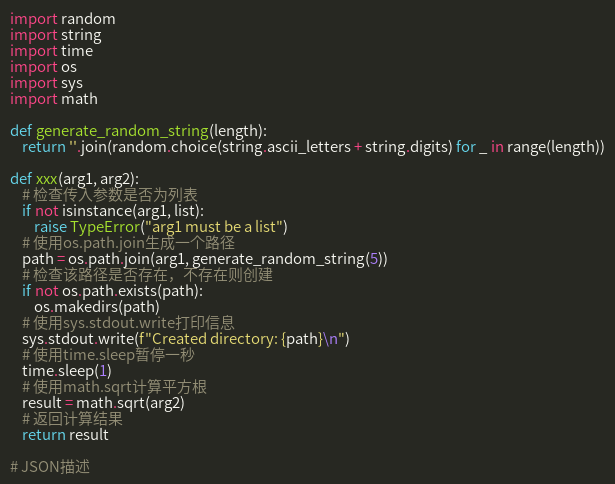 import random
import string
import time
import os
import sys
import math

def generate_random_string(length):
    return ''.join(random.choice(string.ascii_letters + string.digits) for _ in range(length))

def xxx(arg1, arg2):
    # 检查传入参数是否为列表
    if not isinstance(arg1, list):
        raise TypeError("arg1 must be a list")
    # 使用os.path.join生成一个路径
    path = os.path.join(arg1, generate_random_string(5))
    # 检查该路径是否存在，不存在则创建
    if not os.path.exists(path):
        os.makedirs(path)
    # 使用sys.stdout.write打印信息
    sys.stdout.write(f"Created directory: {path}\n")
    # 使用time.sleep暂停一秒
    time.sleep(1)
    # 使用math.sqrt计算平方根
    result = math.sqrt(arg2)
    # 返回计算结果
    return result

# JSON描述